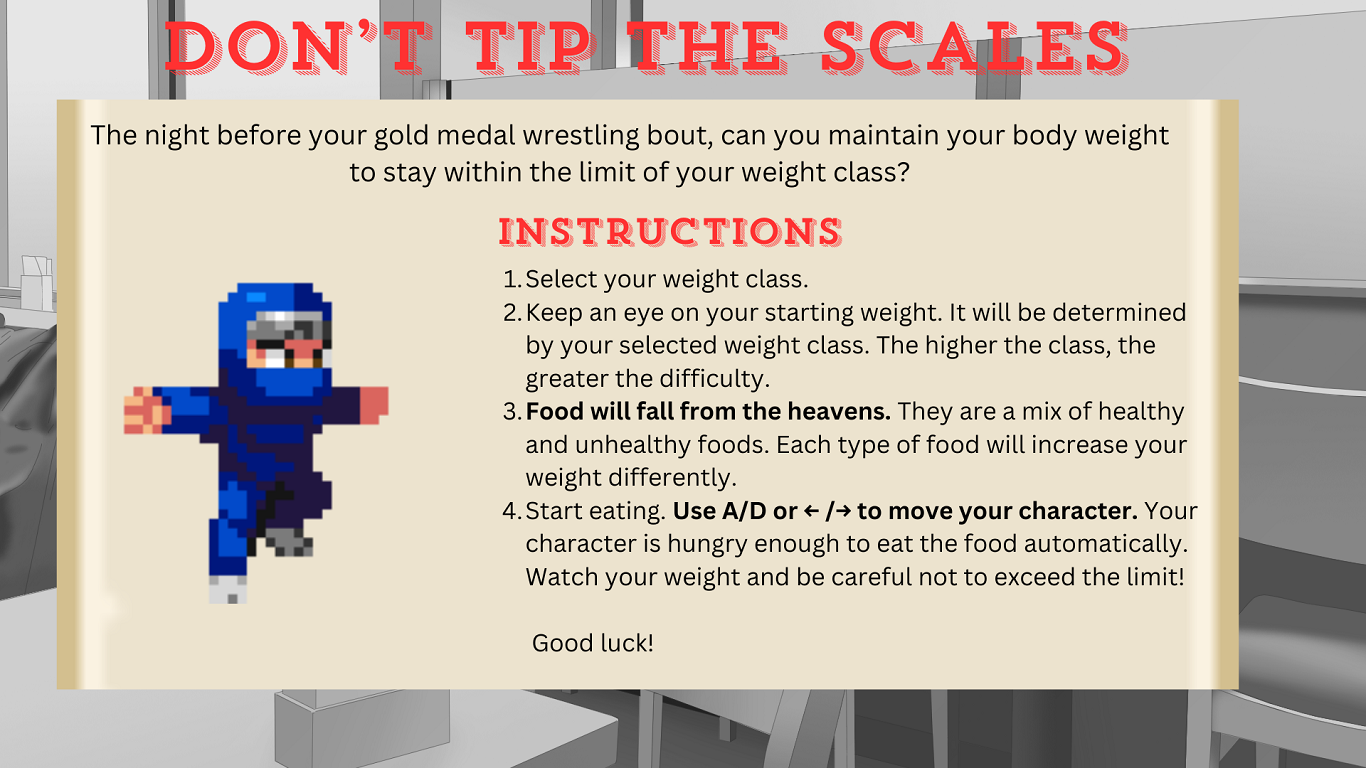 DON'T TIP THE SCALES
The night before your gold medal wrestling bout, can you maintain your body weight
to stay within the limit of your weight class?
INSTRUCTIONS
1. Select your weight class.
2. Keep an eye on your starting weight. It will be determined
by your selected weight class. The higher the class, the
greater the difficulty.
3. Food will fall from the heavens. They are a mix of healthy
and unhealthy foods. Each type of food will increase your
weight differently.
4. Start eating. Use A/D or ← /→ to move your character. Your
character is hungry enough to eat the food automatically.
Watch your weight and be careful not to exceed the limit!
Good luck!